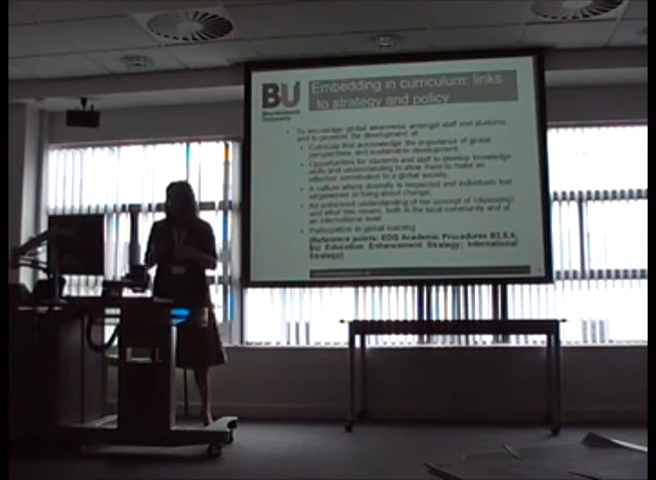 BU
Bournemouth
University
Embedding in curriculum: links
to strategy and policy
To encourage global awareness amongst staff and students
and to promote the development of:
Curricula that acknowledge the importance of global
perspectives and sustainable development,
Opportunities for students and staff to develop knowledge
skills and understanding to allow them to make an
effective contribution to a global society.
A culture where diversity is respected and individuals feel
empowered to bring about change;
An enhanced understanding of the concept of 'citizenship'
and what this means, both in the local community and at
an international level
Participation in global learning
(Reference points: EDQ Academic Procedures B2.5.4;
BU Education Enhancement Strategy; International
Strategy)